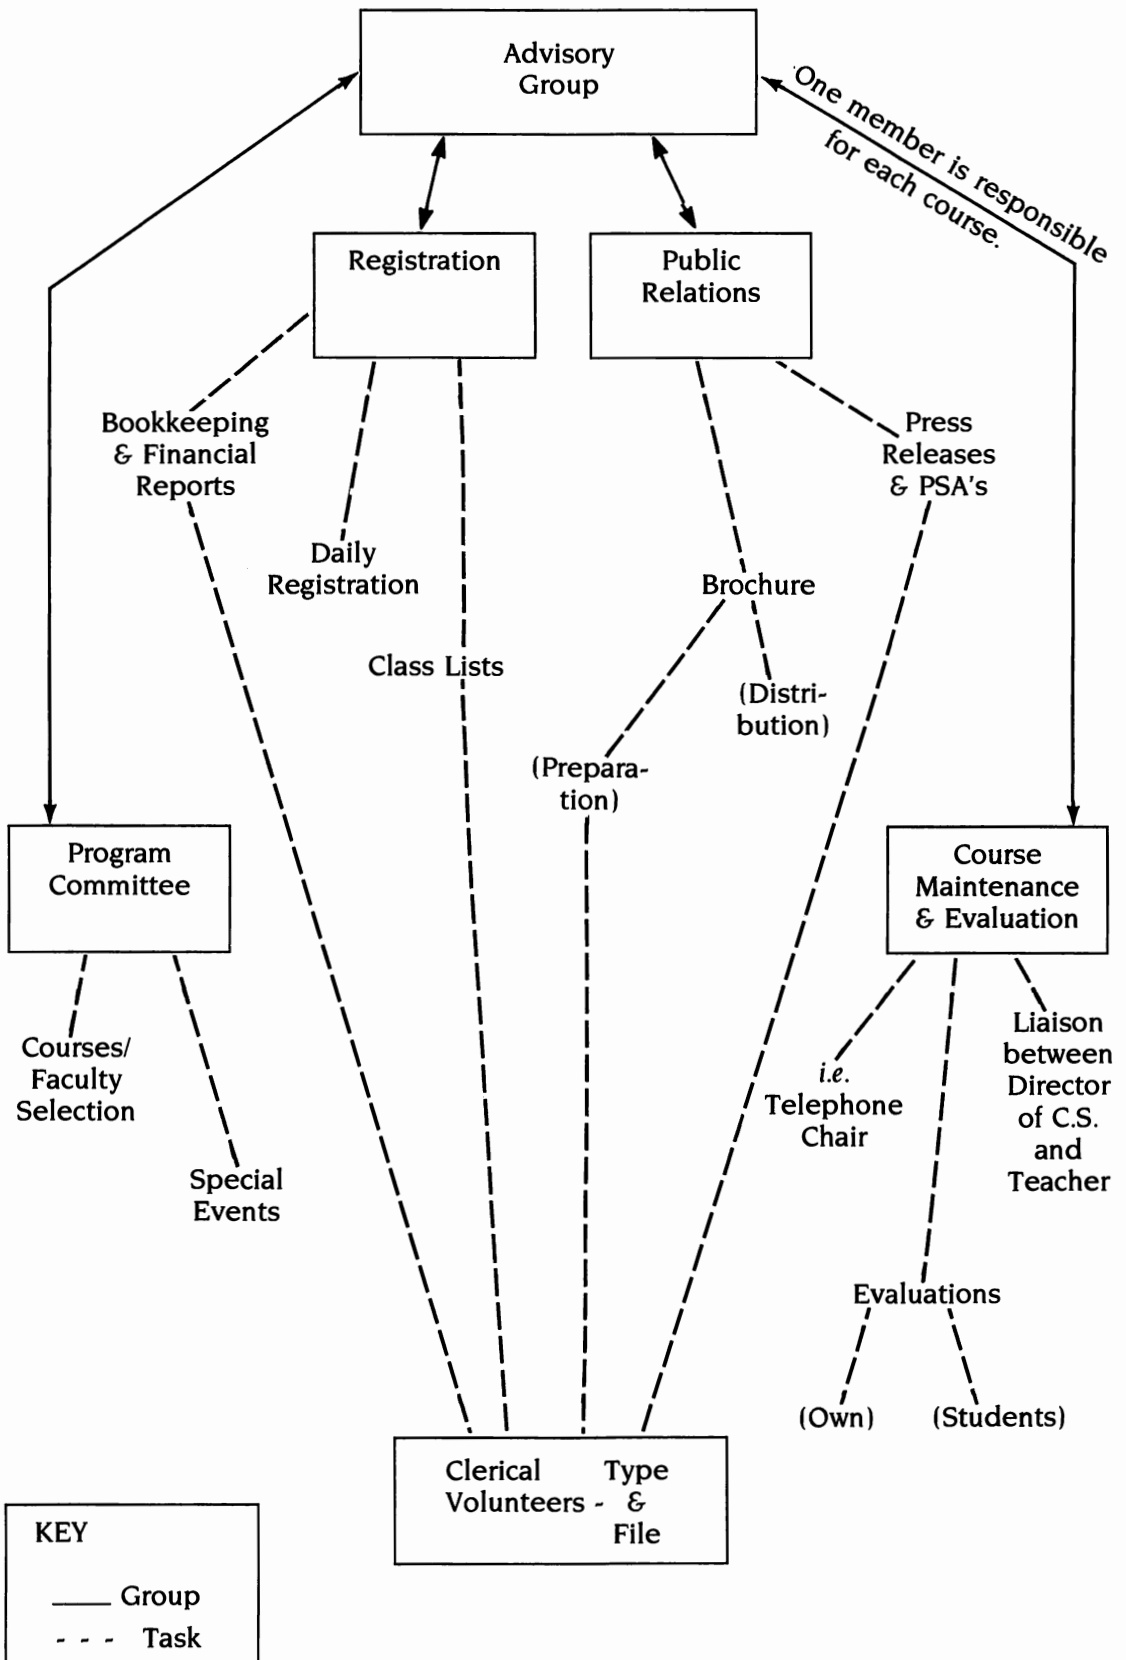 Advisory
Group
One member is responsible
for each course.
Registration
Public
Relations
Bookkeeping
& Financial
Reports
Press
Releases
& PSA's
Daily
Registration
Brochure
Class Lists
(Distri-
bution)
(Prepara-
tion)
Program
Committee
Course
Maintenance
& Evaluation
Courses/
Faculty
Selection
Special
Events
i.e.
Telephone
Chair
Liaison
between
Director
of C.S.
and
Teacher
Evaluations
(Own)
(Students)
Clerical Type
Volunteers - &
File
KEY
Group
Task